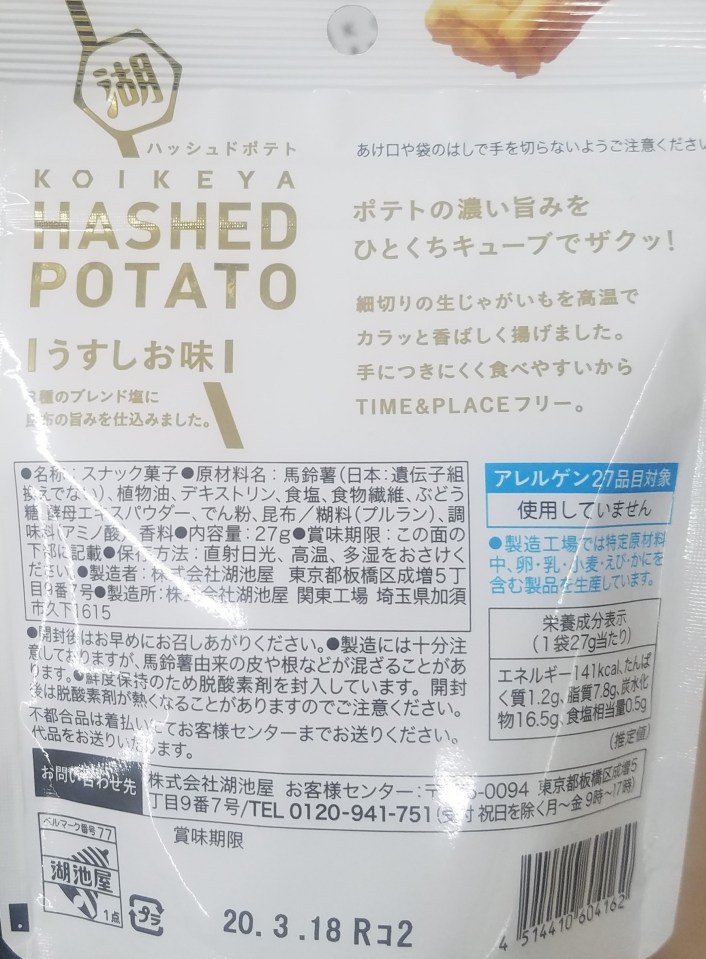 湖
ハッシュドポテト
KOIKEYA
HASHED
POTATO
うすしお味
3種のブレンド塩に
昆布の旨みを仕込みました。
あけ口や袋のはしで手を切らないようご注意ください
ポテトの濃い旨みを
ひとくちキューブでザクッ!
細切りの生じゃがいもを高温で
カラッと香ばしく揚げました。
手につきにくく食べやすいから
TIME&PLACEフリー。
●名称:スナック菓子●原材料名:馬鈴薯(日本:遺伝子組
換えでない)、植物油、デキストリン、食塩、食物繊維、ぶどう
糖、酵母エキスパウダー、でん粉、昆布/糊料(プルラン)、調
味料(アミノ酸)、香料●内容量:27g●賞味期限:この面の
下部に記載●保存方法:直射日光、高温、多湿をおさけく
ださい。●製造者:株式会社湖池屋 東京都板橋区成増5丁
目9番7号●製造所:株式会社湖池屋 関東工場 埼玉県加須
市久下1615
●開封後はお早めにお召しあがりください。●製造には十分注
意しておりますが、馬鈴薯由来の皮や根などが混ざることがあ
ります。●鮮度保持のため脱酸素剤を封入しています。開封
後は脱酸素剤が熱くなることがありますのでご注意ください。
不都合品は着払いにてお客様センターまでお送りください。
代品をお送りいたします。
アレルゲン27品目対象
使用していません
●製造工場では特定原材料
中、卵・乳・小麦・えび・かにを
含む製品を生産しています。
栄養成分表示
(1袋27g当たり)
エネルギー141kcal、たんぱ
く質1.2g、脂質7.8g、炭水化
物16.5g、食塩相当量0.5g
(推定値)
お問い合わせ先
株式会社湖池屋 お客様センター:〒 5-0094 東京都板橋区成増5
丁目9番7号/TEL 0120-941-751(受付 祝日を除く月~金 9時~17時)
ベルマーク番号77
湖池屋
1点
プラ
賞味期限
20.3.18 Rコ2
4 514410 604162